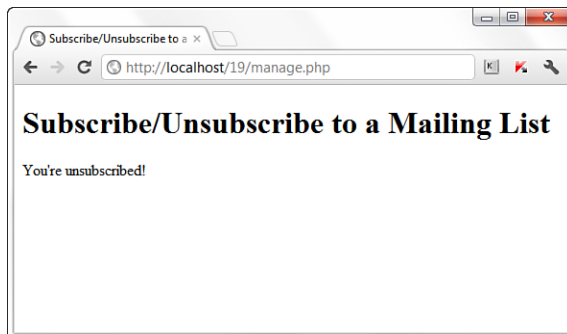 Subscribe/Unsubscribe to a
http://localhost/19/manage.php
K
Subscribe/Unsubscribe to a Mailing List
You're unsubscribed!